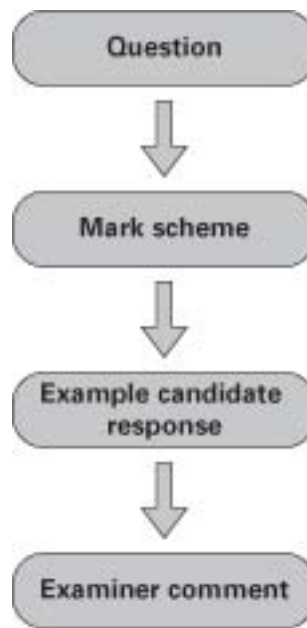 Question
Mark scheme
Example candidate
response
Examiner comment